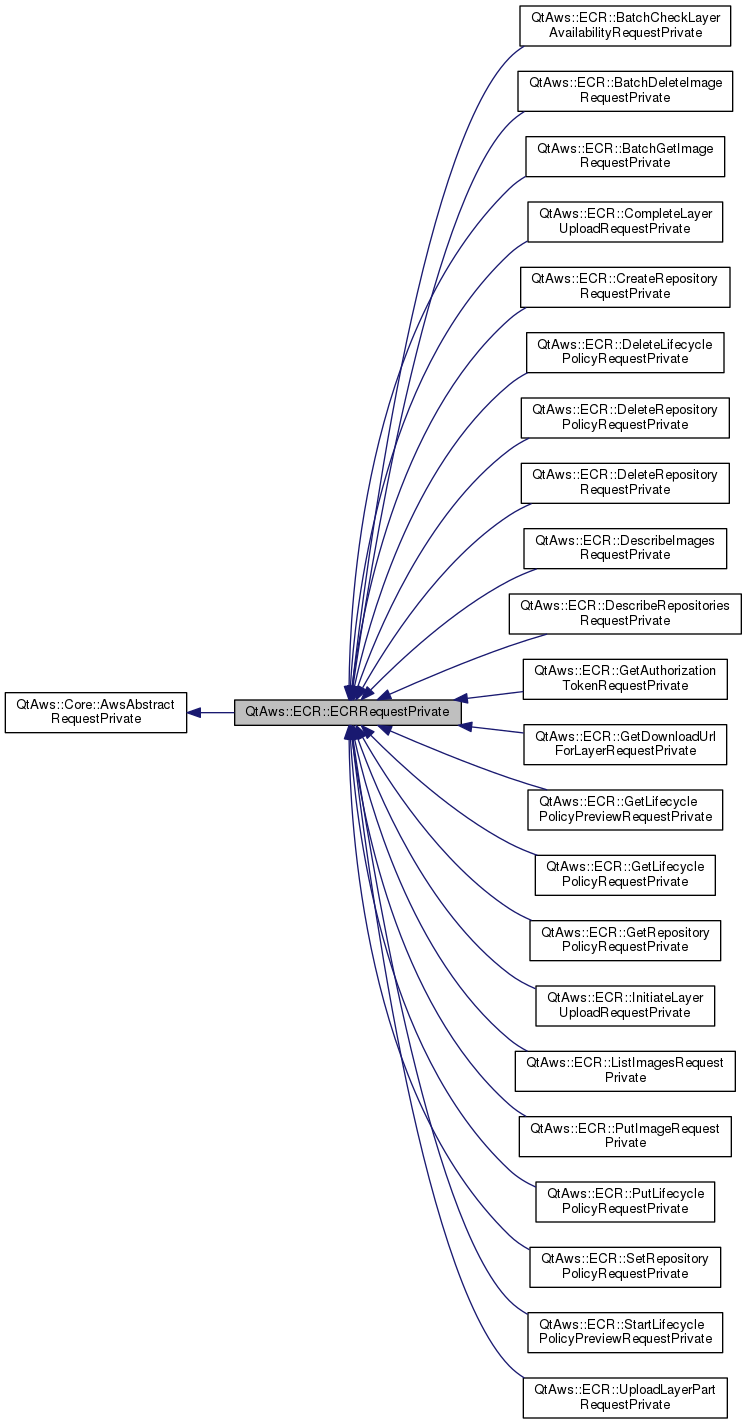 QtAws::ECR::BatchCheckLayer
AvailabilityRequestPrivate
QtAws::ECR::BatchDeleteImage
RequestPrivate
QtAws::ECR::BatchGetImage
RequestPrivate
QtAws::ECR::CompleteLayer
UploadRequestPrivate
QtAws::ECR::CreateRepository
RequestPrivate
QtAws::ECR::DeleteLifecycle
PolicyRequestPrivate
QtAws::ECR::DeleteRepository
PolicyRequestPrivate
QtAws::ECR::DeleteRepository
RequestPrivate
QtAws::ECR::DescribeImages
RequestPrivate
QtAws::ECR::DescribeRepositories
RequestPrivate
QtAws::Core::AwsAbstract
RequestPrivate
QtAws::ECR::ECRRequestPrivate
QtAws::ECR::GetAuthorization
TokenRequestPrivate
QtAws::ECR::GetDownloadUrl
ForLayerRequestPrivate
QtAws::ECR::GetLifecycle
PolicyPreviewRequestPrivate
QtAws::ECR::GetLifecycle
PolicyRequestPrivate
QtAws::ECR::GetRepository
PolicyRequestPrivate
QtAws::ECR::InitiateLayer
UploadRequestPrivate
QtAws::ECR::ListImagesRequest
Private
QtAws::ECR::PutImageRequest
Private
QtAws::ECR::PutLifecycle
PolicyRequestPrivate
QtAws::ECR::SetRepository
PolicyRequestPrivate
QtAws::ECR::StartLifecycle
PolicyPreviewRequestPrivate
QtAws::ECR::UploadLayerPart
RequestPrivate